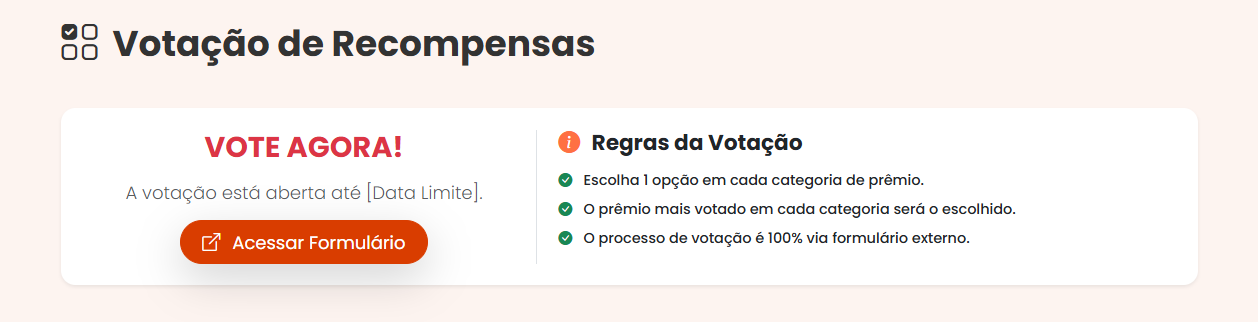 Votação de Recompensas
VOTE AGORA!
A votação está aberta até [Data Limite].
Acessar Formulário
Regras da Votação
Escolha 1 opção em cada categoria de prêmio.
O prêmio mais votado em cada categoria será o escolhido.
O processo de votação é 100% via formulário externo.